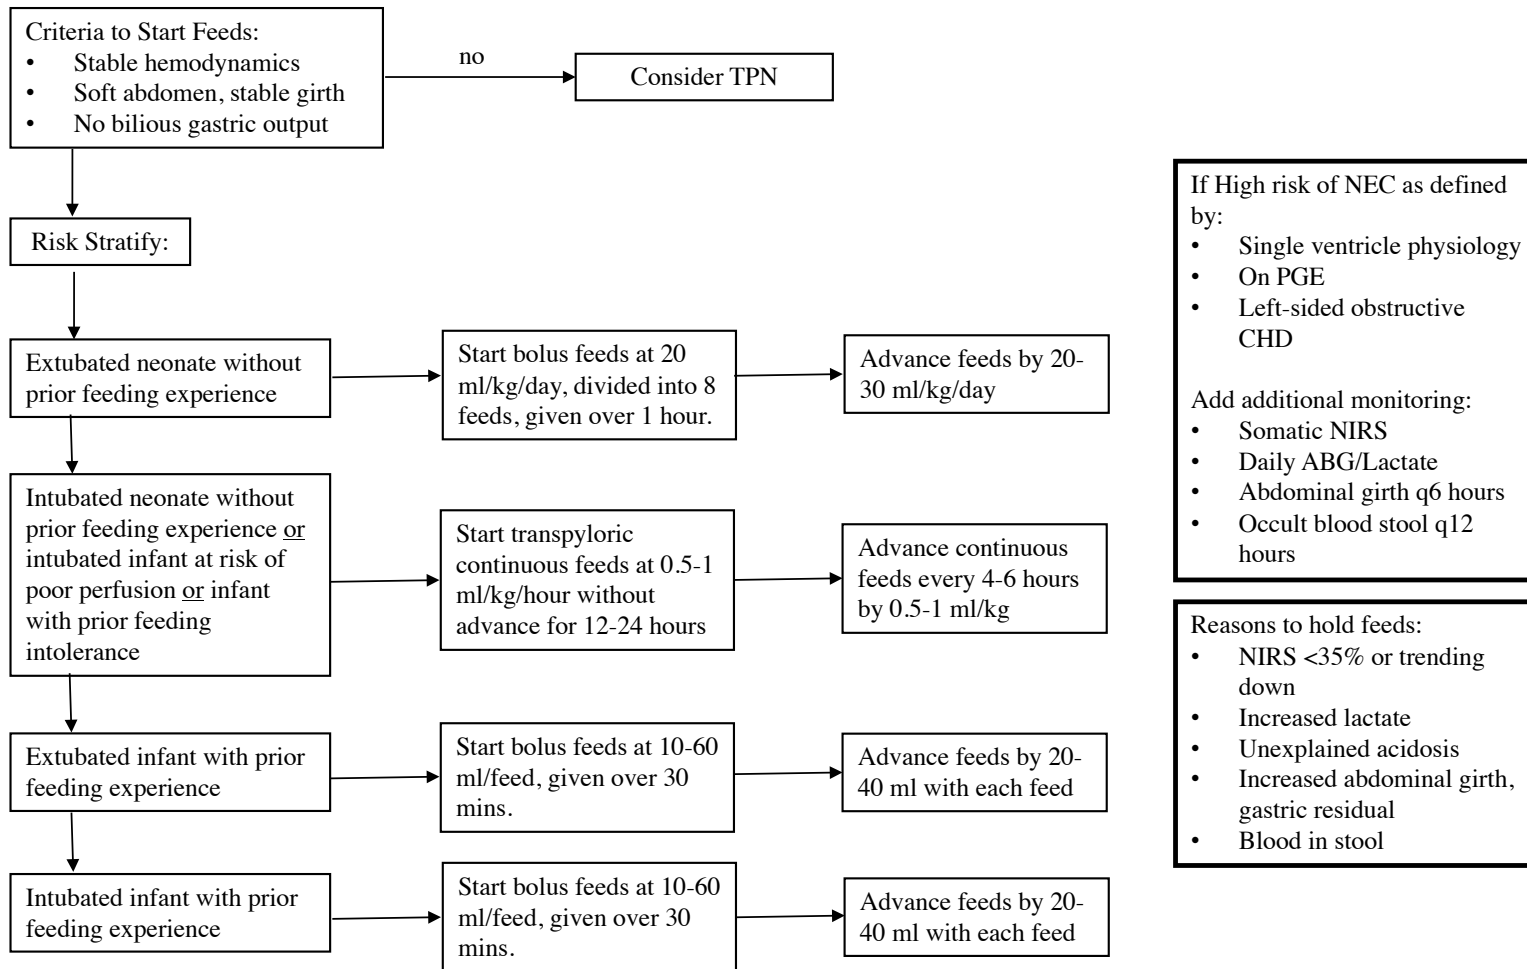 Criteria to Start Feeds:
• Stable hemodynamics
• Soft abdomen, stable girth
• No bilious gastric output
no
Consider TPN
Risk Stratify:
Extubated neonate without
prior feeding experience
Start bolus feeds at 20
ml/kg/day, divided into 8
feeds, given over 1 hour.
Advance feeds by 20-
30 ml/kg/day
Intubated neonate without
prior feeding experience or
intubated infant at risk of
poor perfusion or infant
with prior feeding
intolerance
Start transpyloric
continuous feeds at 0.5-1
ml/kg/hour without
advance for 12-24 hours
Advance continuous
feeds every 4-6 hours
by 0.5-1 ml/kg
Extubated infant with prior
feeding experience
Start bolus feeds at 10-60
ml/feed, given over 30
mins.
Advance feeds by 20-
40 ml with each feed
Intubated infant with prior
feeding experience
Start bolus feeds at 10-60
ml/feed, given over 30
mins.
Advance feeds by 20-
40 ml with each feed
If High risk of NEC as defined
by:
• Single ventricle physiology
• On PGE
• Left-sided obstructive
CHD
Add additional monitoring:
• Somatic NIRS
• Daily ABG/Lactate
• Abdominal girth q6 hours
• Occult blood stool q12
hours
Reasons to hold feeds:
• NIRS <35% or trending
down
• Increased lactate
• Unexplained acidosis
• Increased abdominal girth,
gastric residual
• Blood in stool